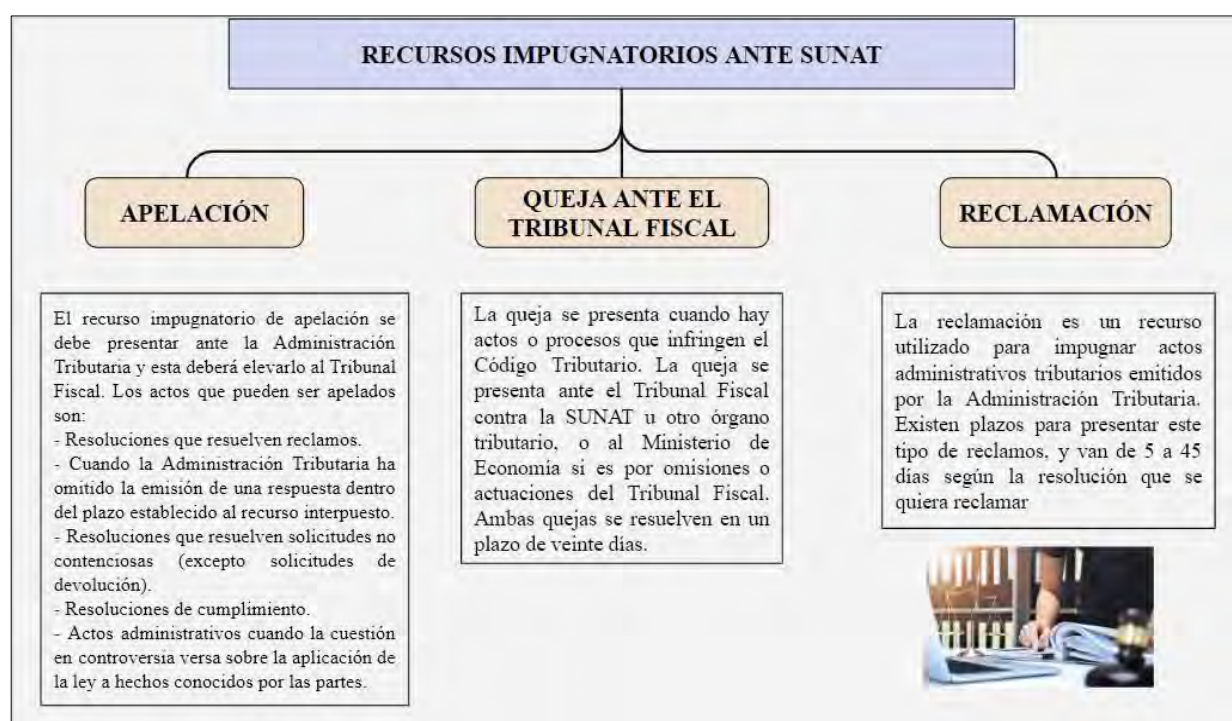 RECURSOS IMPUGNATORIOS ANTE SUNAT
APELACIÓN
El recurso impugnatorio de apelación se
debe presentar ante la Administración
Tributaria y esta deberá elevarlo al Tribunal
Fiscal. Los actos que pueden ser apelados
son:
- Resoluciones que resuelven reclamos.
- Cuando la Administración Tributaria ha
omitido la emisión de una respuesta dentro
del plazo establecido al recurso interpuesto.
- Resoluciones que resuelven solicitudes no
contenciosas (excepto solicitudes de
devolución).
- Resoluciones de cumplimiento.
- Actos administrativos cuando la cuestión
en controversia versa sobre la aplicación de
la ley a hechos conocidos por las partes.
QUEJA ANTE EL
TRIBUNAL FISCAL
La queja se presenta cuando hay
actos o procesos que infringen el
Código Tributario. La queja se
presenta ante el Tribunal Fiscal
contra la SUNAT u otro órgano
tributario, o al Ministerio de
Economía si es por omisiones o
actuaciones del Tribunal Fiscal.
Ambas quejas se resuelven en un
plazo de veinte días.
RECLAMACIÓN
La reclamación es un recurso
utilizado para impugnar actos
administrativos tributarios emitidos
por la Administración Tributaria.
Existen plazos para presentar este
tipo de reclamos, y van de 5 a 45
días según la resolución que se
quiera reclamar